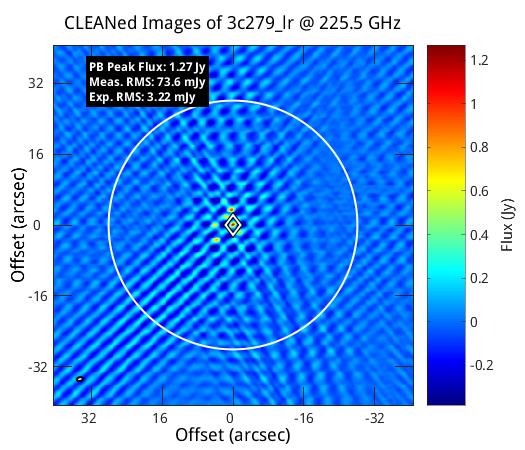 CLEANed Images of 3c279_lr @ 225.5 GHz
PB Peak Flux: 1.27 Jy
Meas. RMS: 73.6 mJy
Exp. RMS: 3.22 mJy
Offset (arcsec)
32
16
0
-16
-32
32
16
0
-16
-32
Offset (arcsec)
1.2
1
0.8
0.6
0.4
0.2
0
-0.2
Flux (Jy)